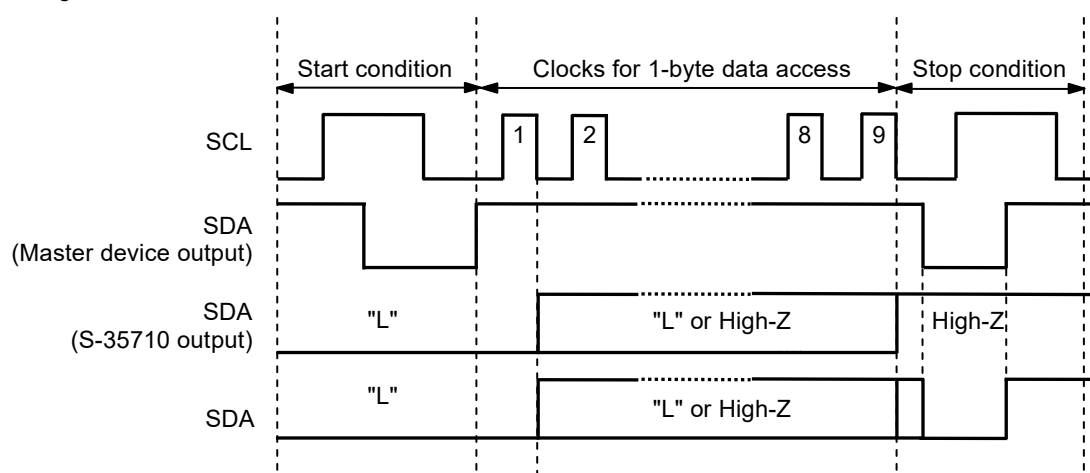 Start condition
Clocks for 1-byte data access
Stop condition
SCL
1
2
8
9
SDA
(Master device output)
SDA
(S-35710 output)
"L"
"L" or High-Z
High-Z
SDA
"L"
"L" or High-Z